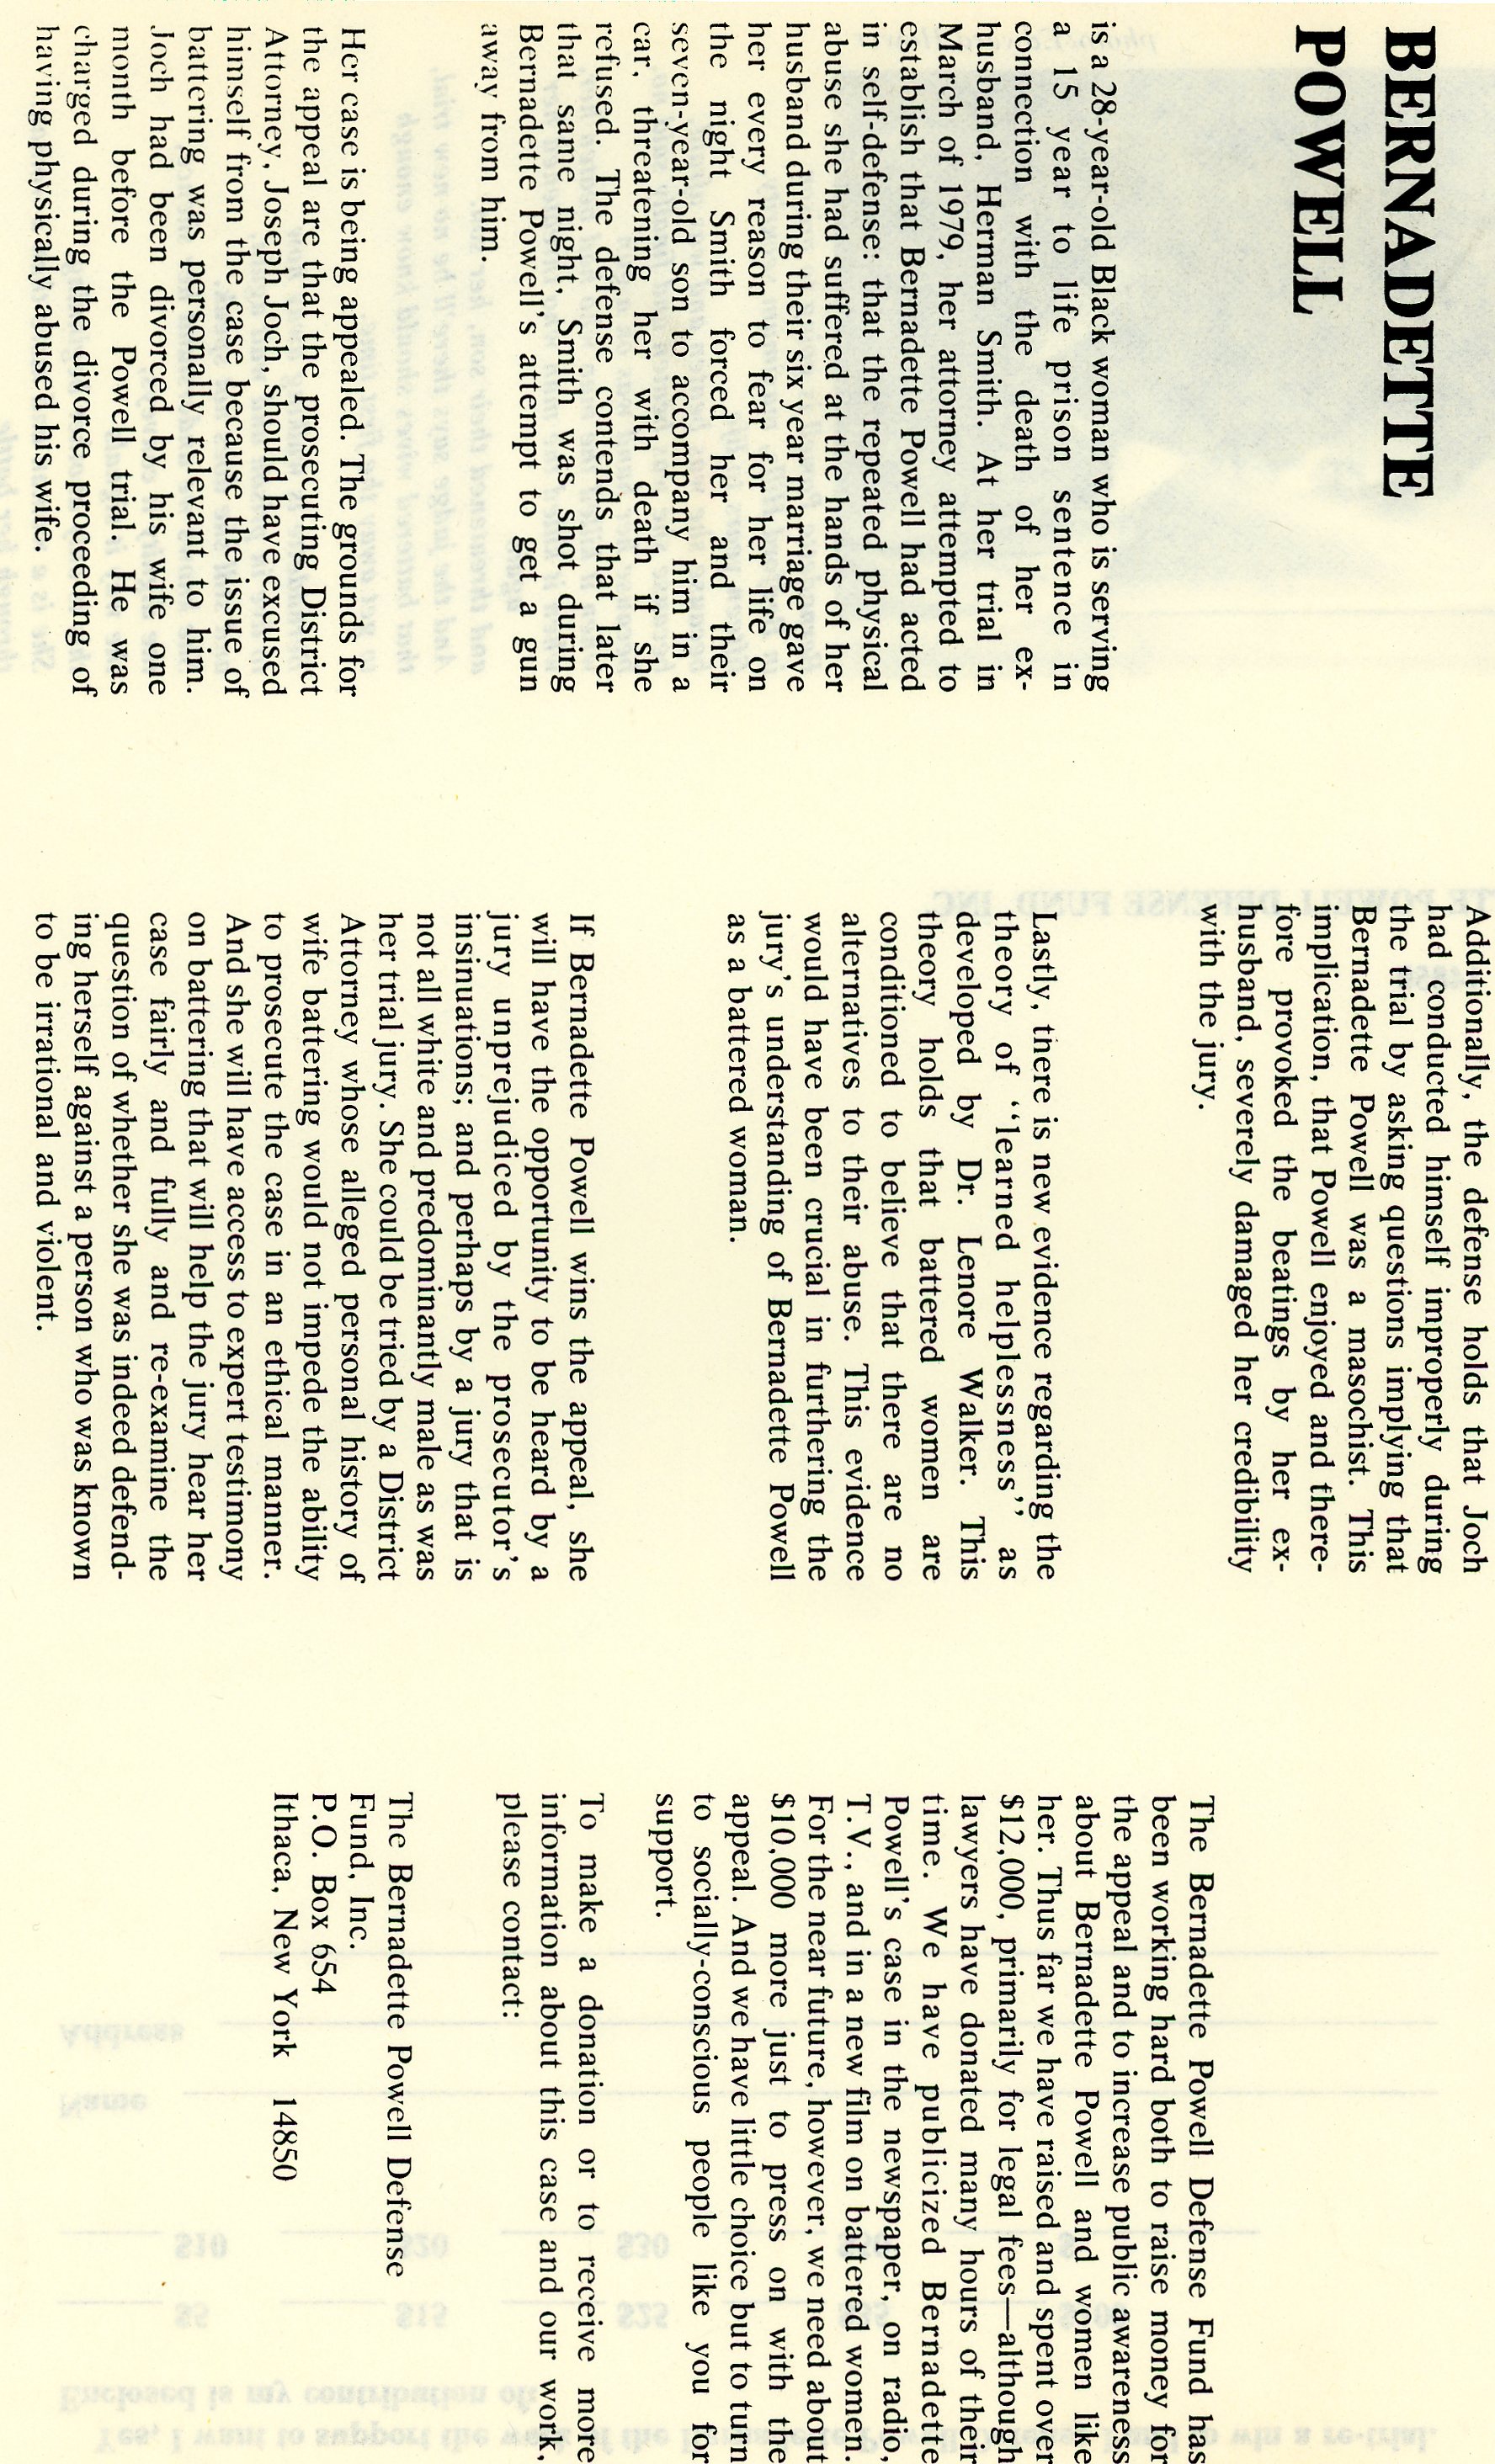 BERNADETTE
POWELL
is a 28-year-old Black woman who is serving
a 15 year to life prison sentence in
connection with the death of her ex-
husband, Herman Smith. At her trial in
March of 1979, her attorney attempted to
establish that Bernadette Powell had acted
in self-defense: that the repeated physical
abuse she had suffered at the hands of her
husband during their six year marriage gave
her every reason to fear for her life on
the night Smith forced her and their
seven-year-old son to accompany him in a
car, threatening her with death if she
refused. The defense contends that later
that same night, Smith was shot during
Bernadette Powell's attempt to get a gun
away from him.
Her case is being appealed. The grounds for
the appeal are that the prosecuting District
Attorney, Joseph Joch, should have excused
himself from the case because the issue of
battering was personally relevant to him.
Joch had been divorced by his wife one
month before the Powell trial. He was
charged during the divorce proceeding of
having physically abused his wife.
Additionally, the defense holds that Joch
had conducted himself improperly during
the trial by asking questions implying that
Bernadette Powell was a masochist. This
implication, that Powell enjoyed and there-
fore provoked the beatings by her ex-
husband, severely damaged her credibility
with the jury.
Lastly, there is new evidence regarding the
theory of ‘‘learned helplessness’’ as
developed by Dr. Lenore Walker. This
theory holds that battered women are
conditioned to believe that there are no
alternatives to their abuse. This evidence
would have been crucial in furthering the
jury's understanding of Bernadette Powell
as a battered woman.
If Bernadette Powell wins the appeal, she
will have the opportunity to be heard by a
jury unprejudiced by the prosecutor's
insinuations; and perhaps by a jury that is
not all white and predominantly male as was
her trial jury. She could be tried by a District
Attorney whose alleged personal history of
wife battering would not impede the ability
to prosecute the case in an ethical manner.
And she will have access to expert testimony
on battering that will help the jury hear her
case fairly and fully and re-examine the
question of whether she was indeed defend-
ing herself against a person who was known
to be irrational and violent.
The Bernadette Powell Defense Fund has
been working hard both to raise money for
the appeal and to increase public awareness
about Bernadette Powell and women like
her. Thus far we have raised and spent over
$12,000, primarily for legal fees—although
lawyers have donated many hours of their
time. We have publicized Bernadette
Powell's case in the newspaper, on radio,
T.V., and in a new film on battered women.
For the near future, however, we need about
$10,000 more just to press on with the
appeal. And we have little choice but to turn
to socially-conscious people like you for
support.
To make a donation or to receive more
information about this case and our work,
please contact:
The Bernadette Powell Defense
Fund, Inc.
P.O. Box 654
Ithaca, New York 14850